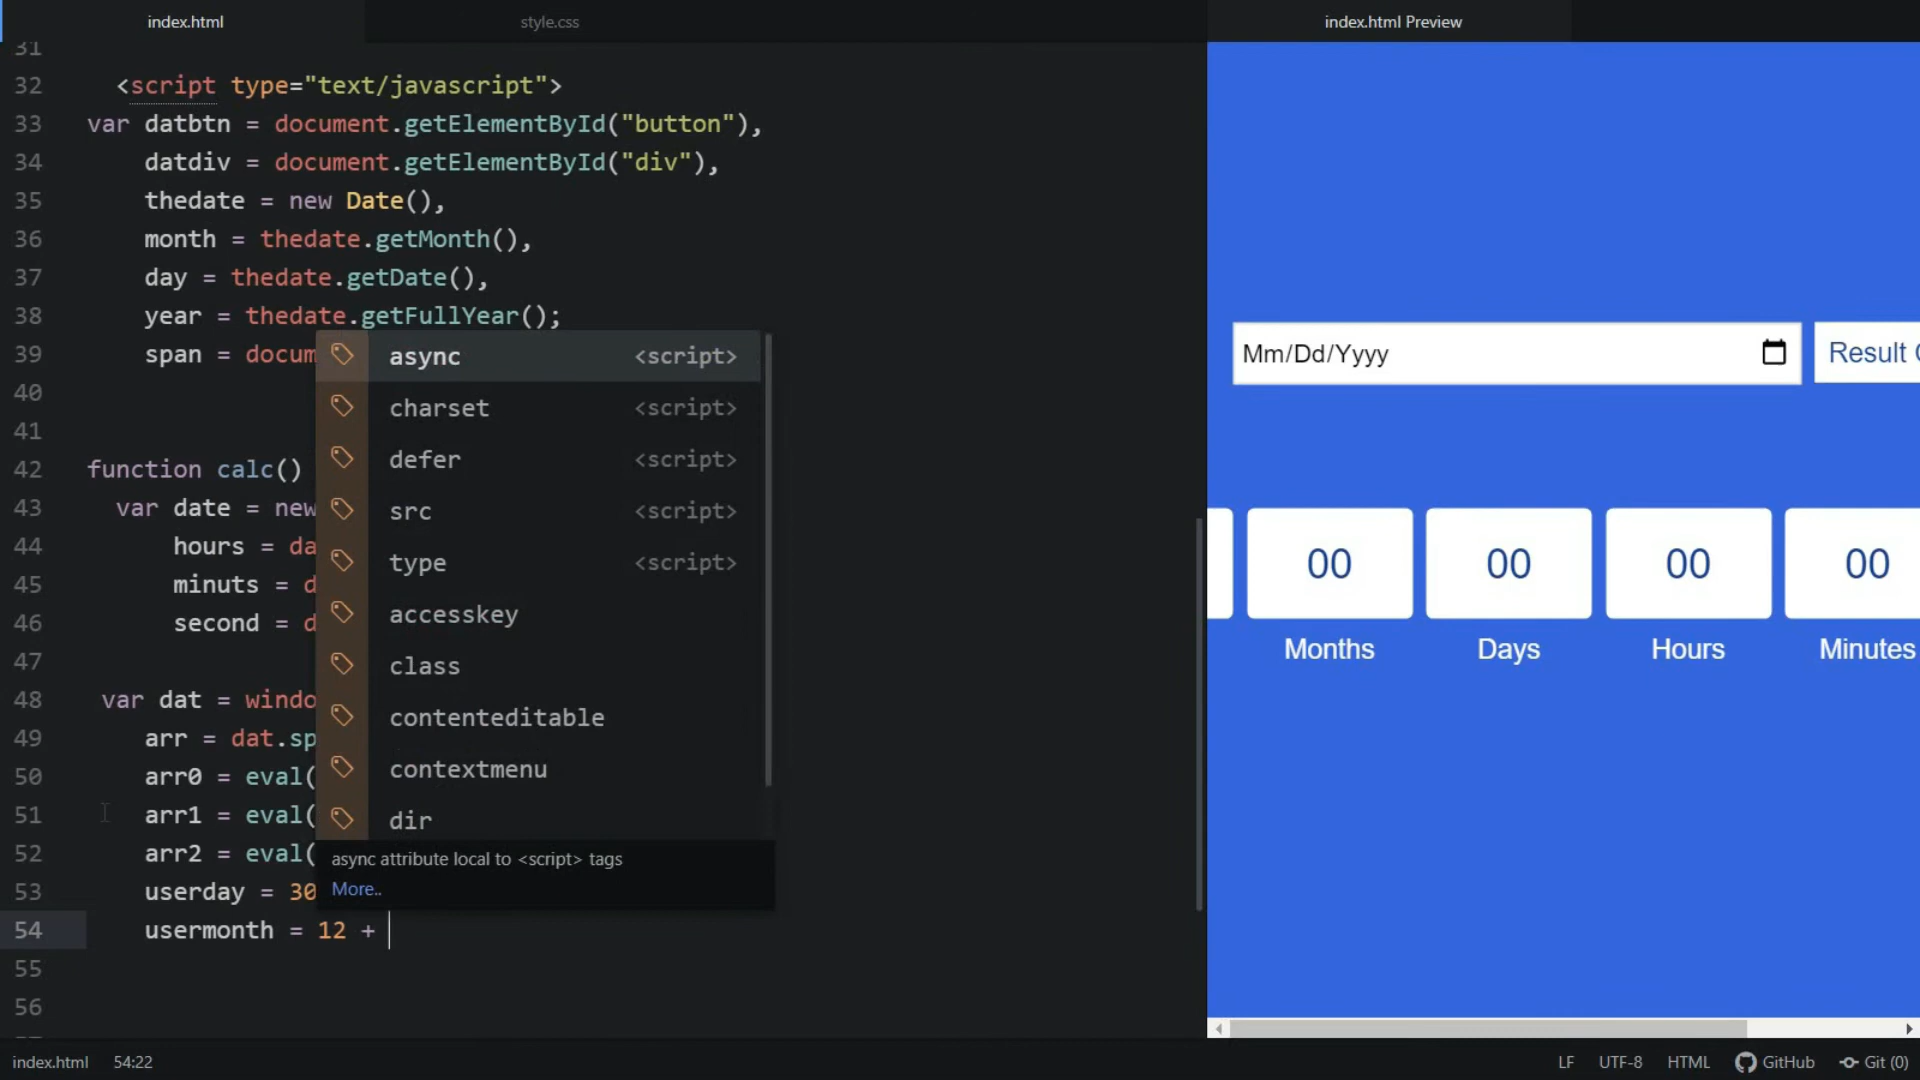 index.html
style.css
index.html Preview
31
32 <script type="text/javascript">
33 var datbtn = document.getElementById("button"),
34 datdiv = document.getElementById("div"),
35 thedate = new Date(),
36 month = thedate.getMonth(),
37 day = thedate.getDate(),
38 year = thedate.getFullYear();
39 span = docum
40
41
42 function calc()
43 var date = new
44 hours = da
45 minuts = d
46 second = d
47
48 var dat = windo
49 arr = dat.sp
50 arr0 = eval(
51 arr1 = eval(
52 arr2 = eval(
53 userday = 30
54 usermonth = 12 +
55
56
async <script>
charset <script>
defer <script>
src <script>
type <script>
accesskey
class
contenteditable
contextmenu
dir
async attribute local to <script> tags
More..
Mm/Dd/Yyyy
Result
00 00 00 00
Months Days Hours Minutes
index.html 54:22
LF UTF-8 HTML GitHub Git (0)